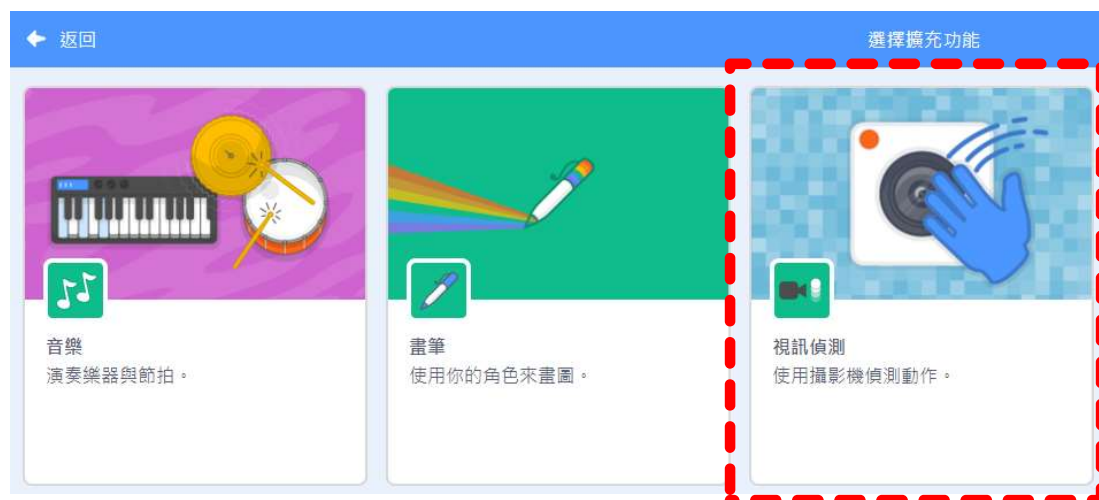 返回
選擇擴充功能
音樂
演奏樂器與節拍。
畫筆
使用你的角色來畫圖。
視訊偵測
使用攝影機偵測動作。